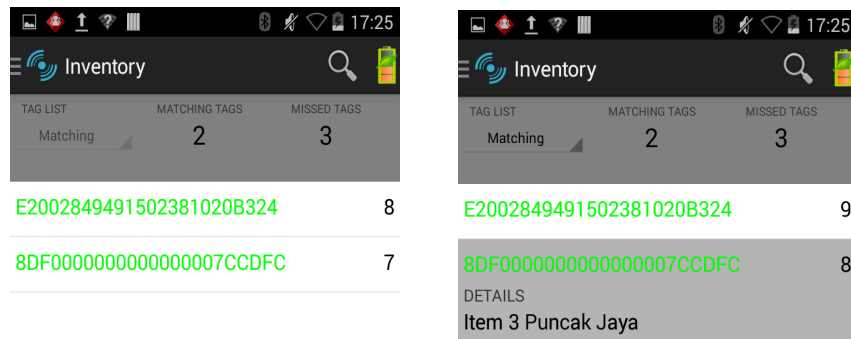 17:25
Inventory
TAG LIST MATCHING TAGS MISSED TAGS
Matching 2 3
E2002849491502381020B324 8
8DF0000000000000007CCDFC 7
17:25
Inventory
TAG LIST MATCHING TAGS MISSED TAGS
Matching 2 3
E2002849491502381020B324 9
8DF0000000000000007CCDFC 8
DETAILS
Item 3 Puncak Jaya